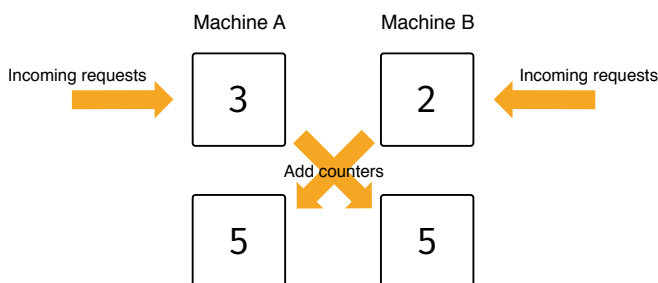 Machine A
Machine B
Incoming requests
3
2
Incoming requests
Add counters
5
5